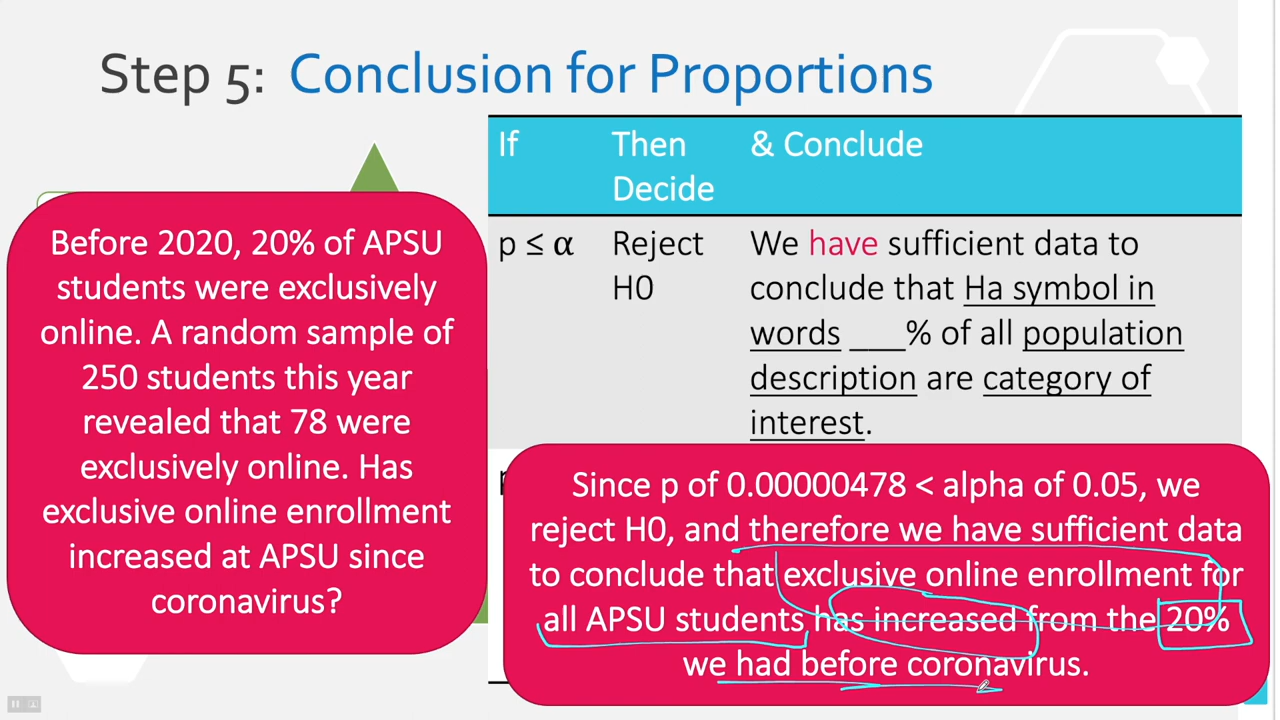 Step 5: Conclusion for Proportions
If
Then
Decide
& Conclude
p ≤ α
Reject
H0
We have sufficient data to
conclude that Ha symbol in
words ___% of all population
description are category of
interest.
Before 2020, 20% of APSU
students were exclusively
online. A random sample of
250 students this year
revealed that 78 were
exclusively online. Has
exclusive online enrollment
increased at APSU since
coronavirus?
Since p of 0.00000478 < alpha of 0.05, we
reject H0, and therefore we have sufficient data
to conclude that exclusive online enrollment for
all APSU students has increased from the 20%
we had before coronavirus.